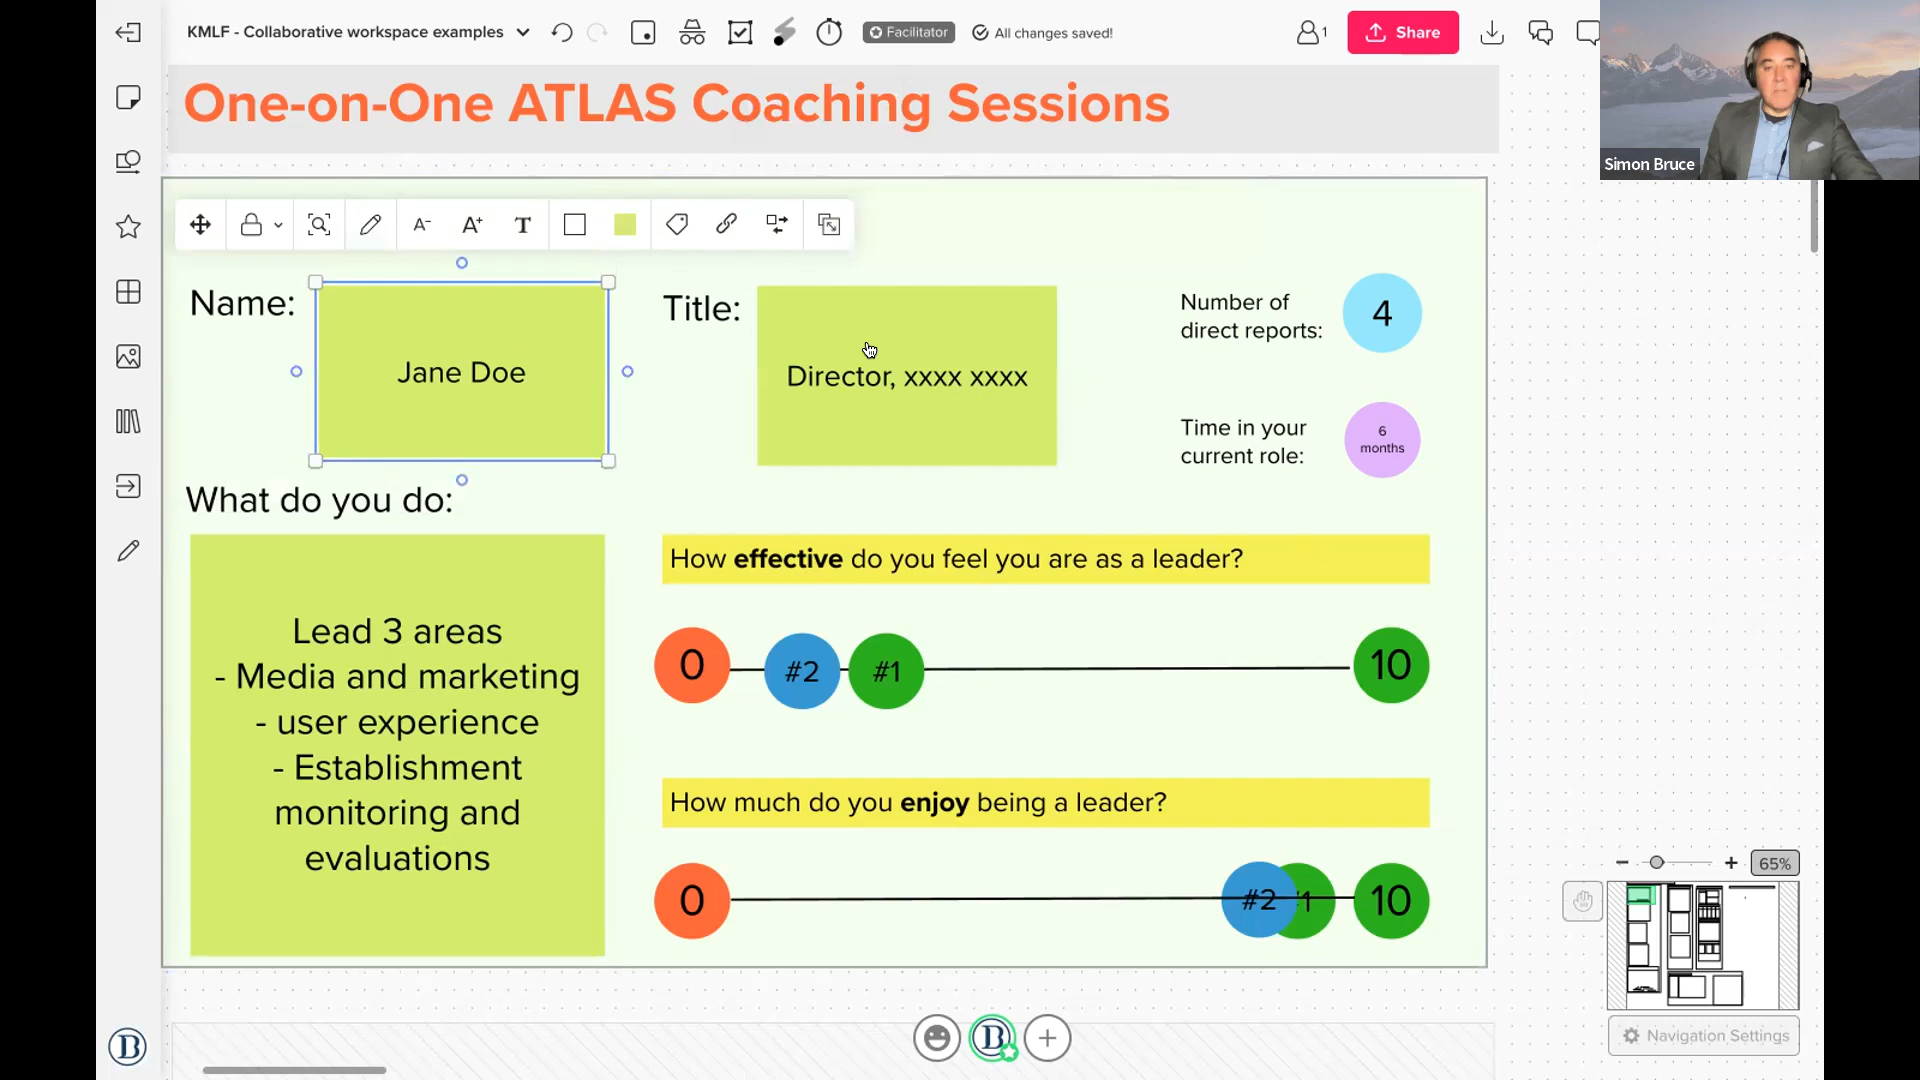 KMLF - Collaborative workspace examples
Facilitator
All changes saved!
1
Share
One-on-One ATLAS Coaching Sessions
Simon Bruce
A-
A+
T
Name:
Jane Doe
Title:
Director, xxxx xxxx
Number of
direct reports:
4
Time in your
current role:
6
months
What do you do:
Lead 3 areas
- Media and marketing
- user experience
- Establishment
monitoring and
evaluations
How effective do you feel you are as a leader?
0
#2
#1
10
How much do you enjoy being a leader?
0
#2
1
10
65%
Navigation Settings
B
B